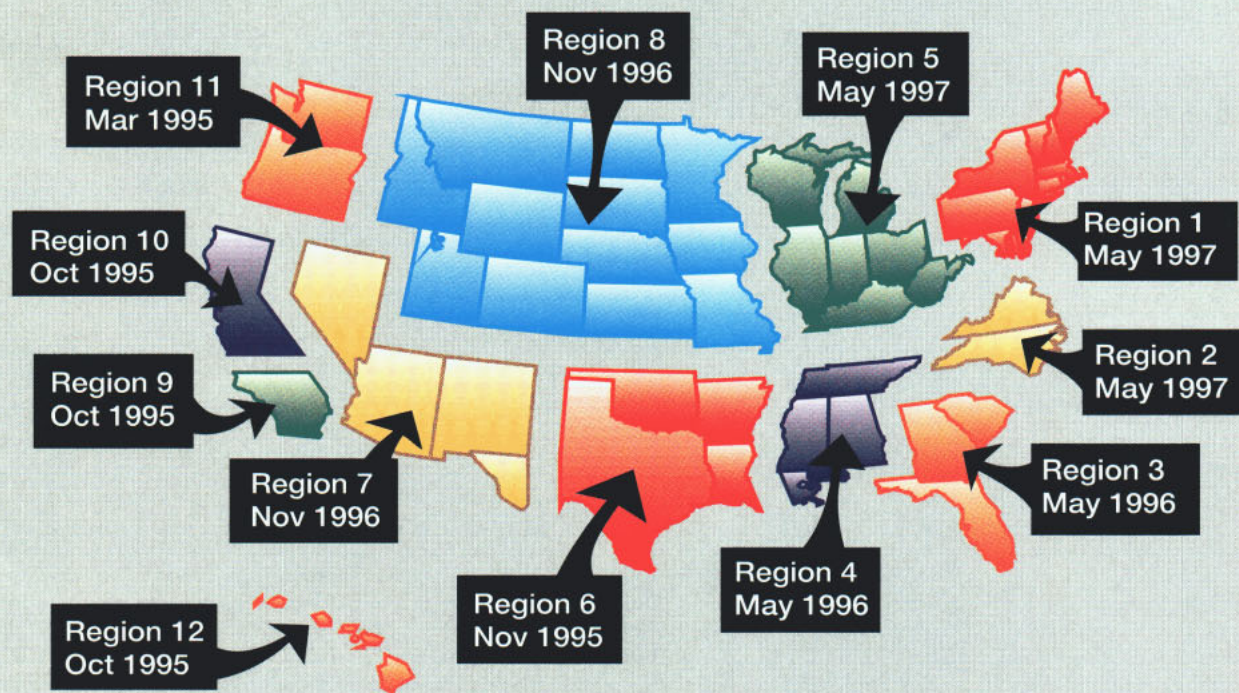 Region 8
Nov 1996
Region 5
May 1997
Region 11
Mar 1995
Region 1
May 1997
Region 10
Oct 1995
Region 2
May 1997
Region 9
Oct 1995
Region 7
Nov 1996
Region 3
May 1996
Region 4
May 1996
Region 6
Nov 1995
Region 12
Oct 1995